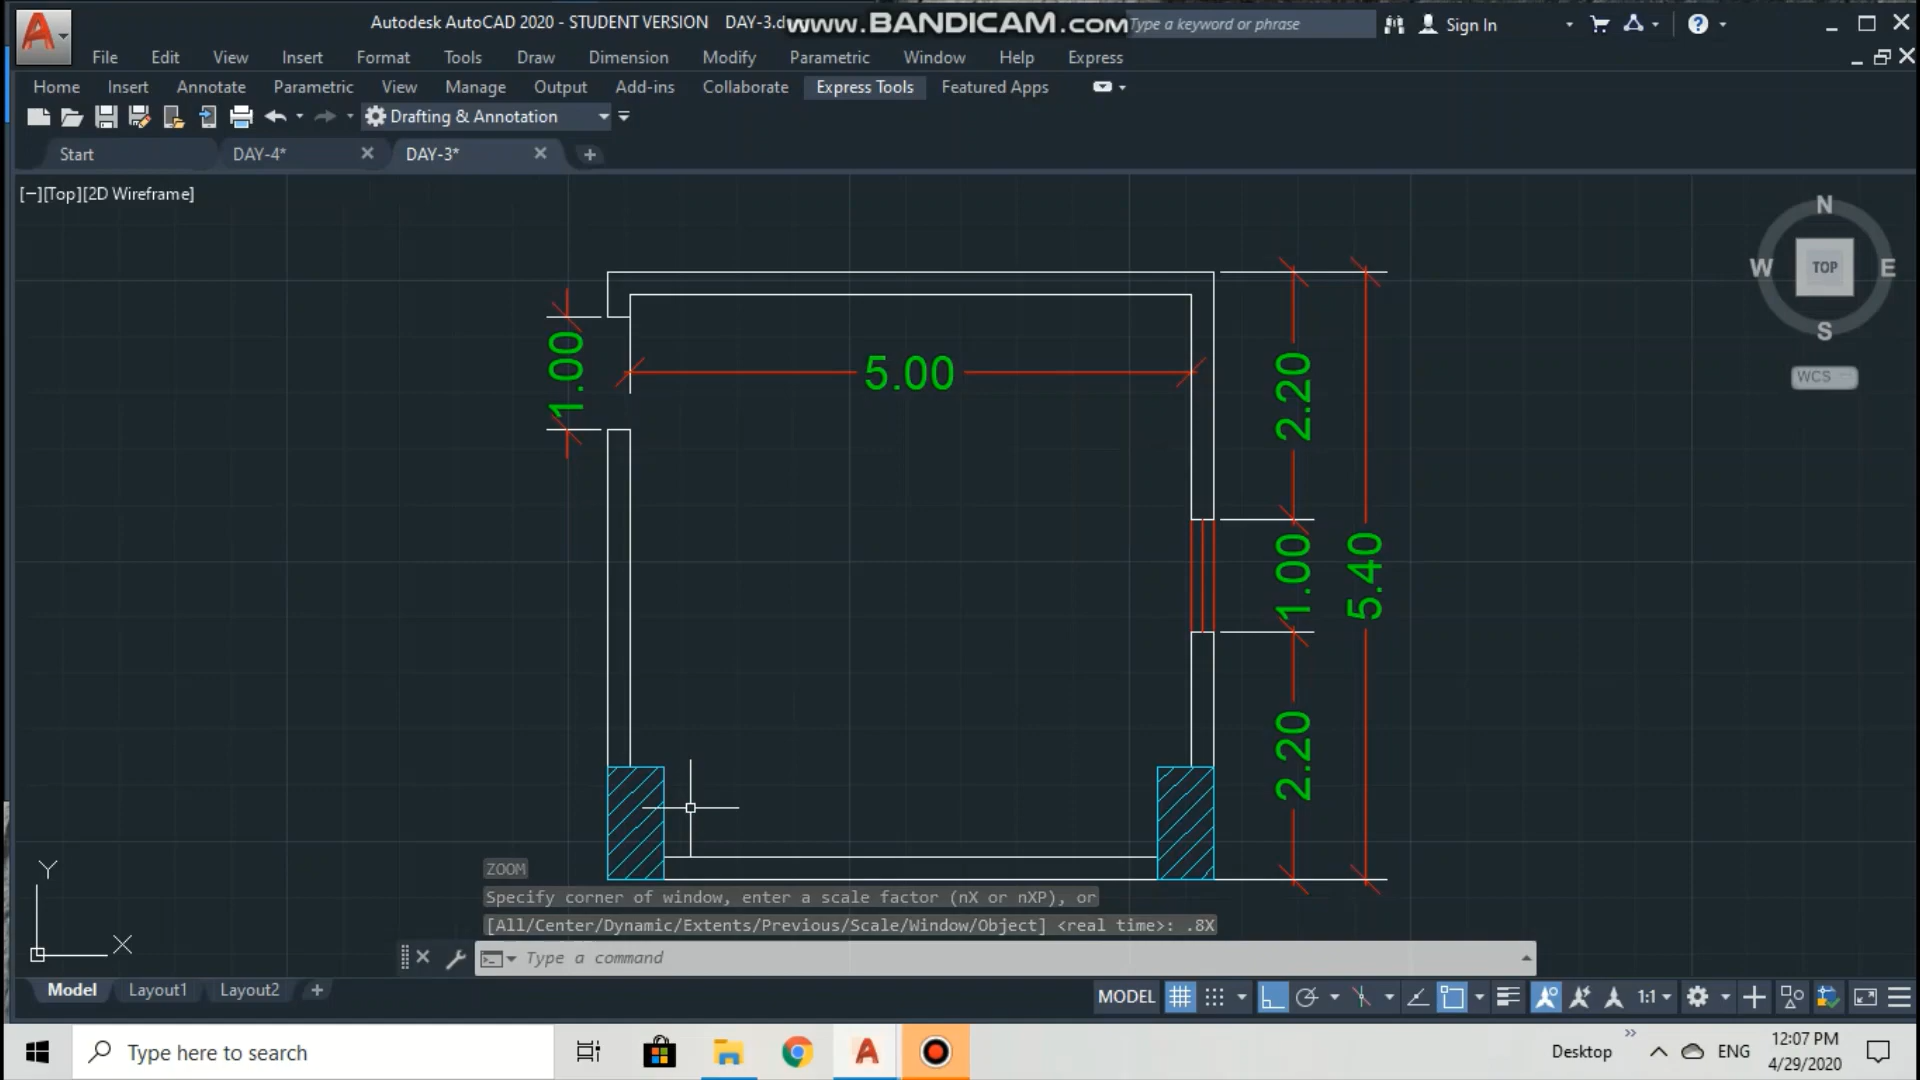 Autodesk AutoCAD 2020 - STUDENT VERSION DAY-3.d
www.BANDICAM.com
Type a keyword or phrase
Sign In
File Edit View Insert Format Tools Draw Dimension Modify Parametric Window Help Express
Home Insert Annotate Parametric View Manage Output Add-ins Collaborate Express Tools Featured Apps
Drafting & Annotation
Start DAY-4* DAY-3*
[−][Top][2D Wireframe]
N
W TOP E
S
WCS
1.00
5.00
2.20
1.00
5.40
2.20
Y
X
ZOOM
Specify corner of window, enter a scale factor (nX or nXP), or
[All/Center/Dynamic/Extents/Previous/Scale/Window/Object] <real time>: .8X
Type a command
Model Layout1 Layout2
MODEL 1:1
Type here to search
Desktop ENG 12:07 PM
4/29/2020